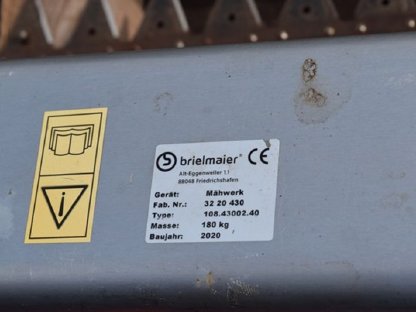 brielmaier® CE
Alt-Eggenweiler 11
88048 Friedrichshafen
Gerät: Mähwerk
Fab. Nr.: 32 20 430
Type: 108.43002.40
Masse: 180 kg
Baujahr: 2020